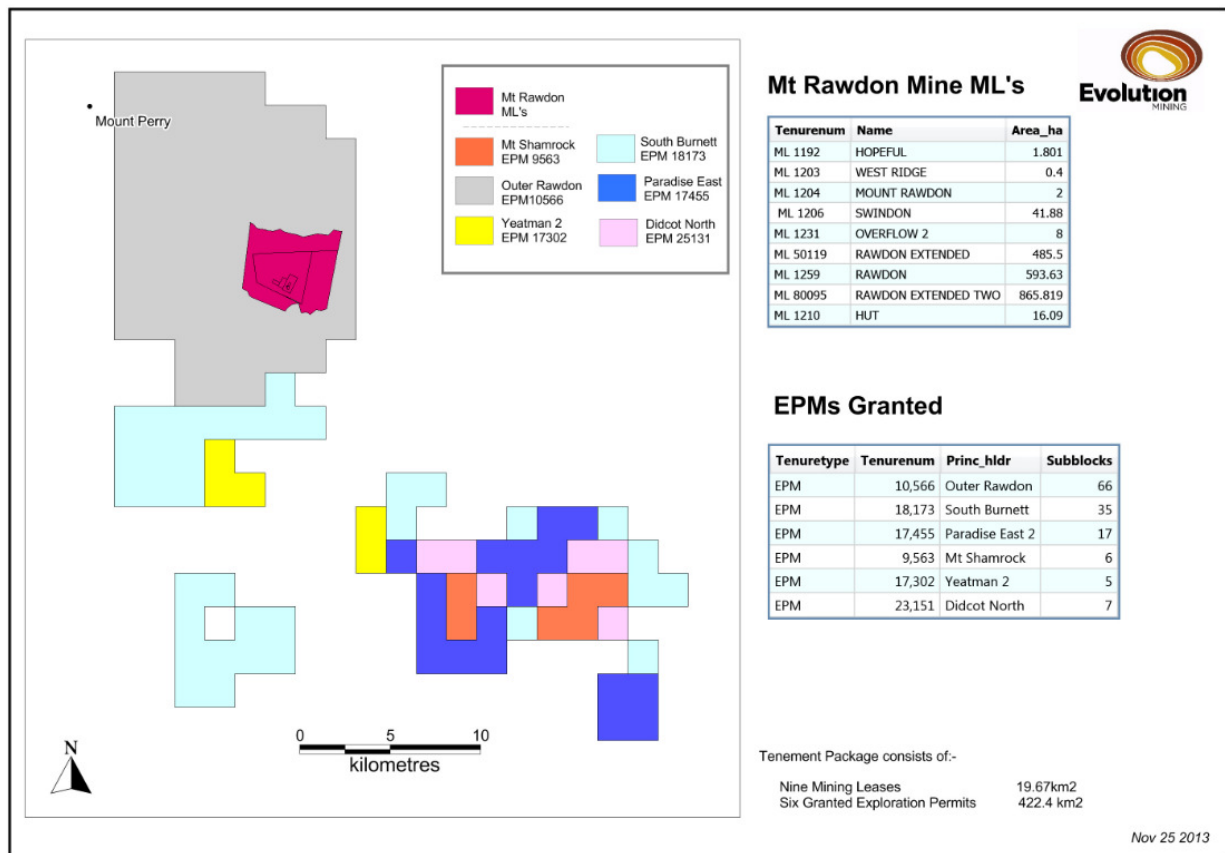 Mount Perry
Mt Rawdon
ML's
Mt Shamrock
EPM 9563
Outer Rawdon
EPM10566
Yeatman 2
EPM 17302
South Burnett
EPM 18173
Paradise East
EPM 17455
Didcot North
EPM 25131
0 5 10
kilometres
N
Evolution
MINING
Mt Rawdon Mine ML's
Tenurenum Name Area_ha
ML 1192 HOPEFUL 1.801
ML 1203 WEST RIDGE 0.4
ML 1204 MOUNT RAWDON 2
ML 1206 SWINDON 41.88
ML 1231 OVERFLOW 2 8
ML 50119 RAWDON EXTENDED 485.5
ML 1259 RAWDON 593.63
ML 80095 RAWDON EXTENDED TWO 865.819
ML 1210 HUT 16.09
EPMs Granted
Tenuretype Tenurenum Princ_hldr Subblocks
EPM 10,566 Outer Rawdon 66
EPM 18,173 South Burnett 35
EPM 17,455 Paradise East 2 17
EPM 9,563 Mt Shamrock 6
EPM 17,302 Yeatman 2 5
EPM 23,151 Didcot North 7
Tenement Package consists of:-
Nine Mining Leases 19.67km2
Six Granted Exploration Permits 422.4 km2
Nov 25 2013